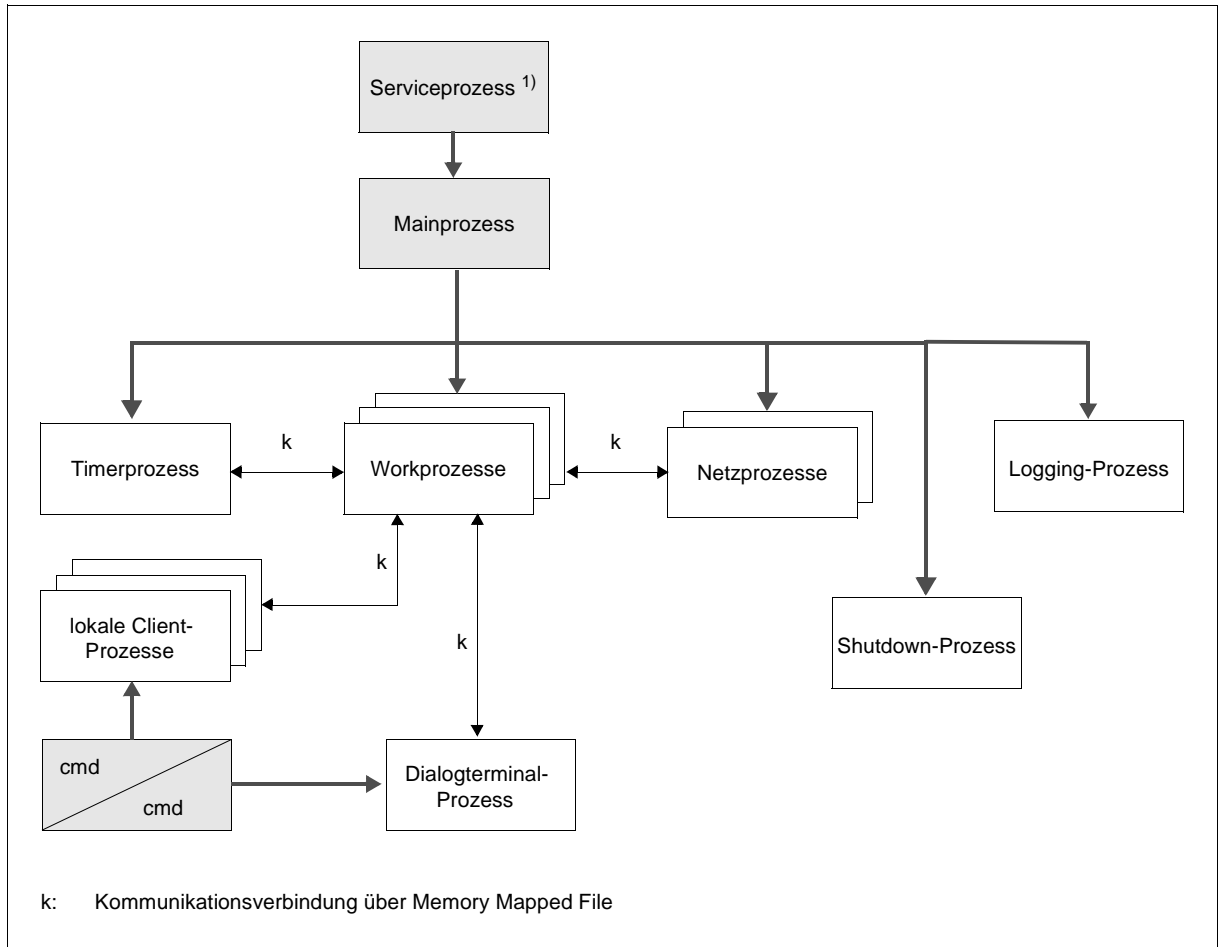 Serviceprozess 1)
Mainprozess
Timerprozess
k
Workprozesse
k
Netzprozesse
Logging-Prozess
k
lokale Client-
Prozesse
k
Shutdown-Prozess
cmd
cmd
Dialogterminal-
Prozess
k: Kommunikationsverbindung über Memory Mapped File